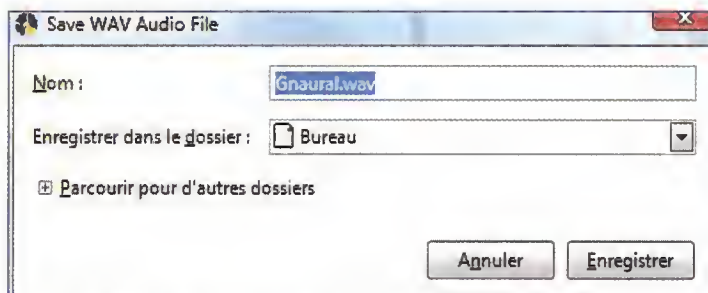 Save WAV Audio File
Nom :
Gnaural.wav
Enregistrer dans le dossier :
Bureau
Parcourir pour d'autres dossiers
Annuler
Enregistrer